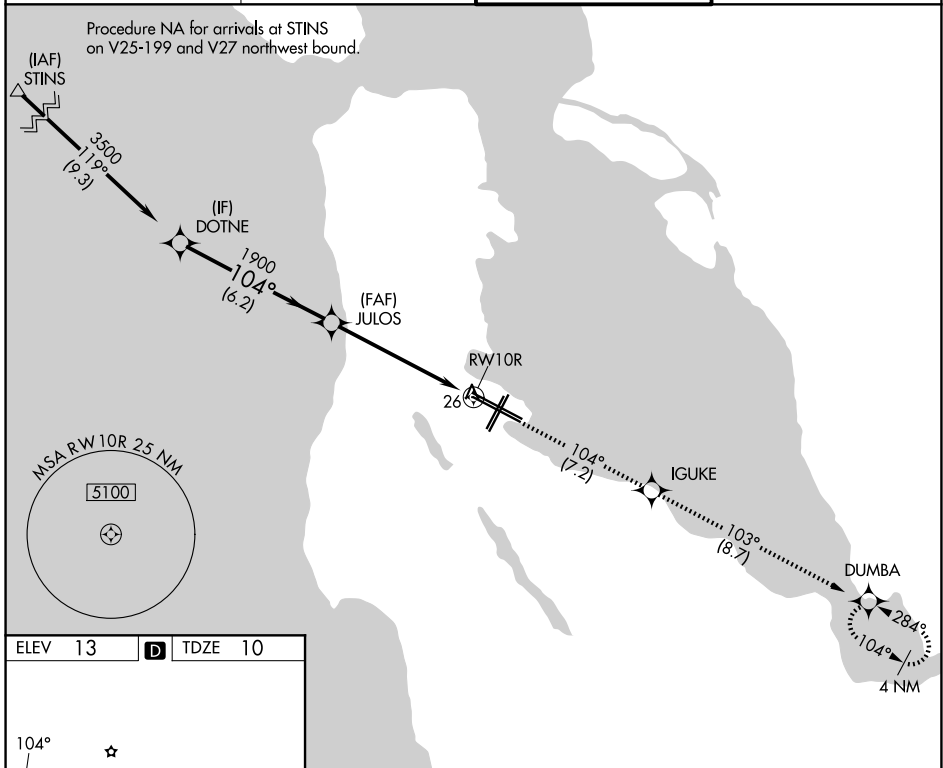 Procedure NA for arrivals at STINS
on V25-199 and V27 northwest bound.
(IAF)
STINS
3500
119°
(9.3)
(IF)
DOTNE
1900
104°
(6.2)
(FAF)
JULOS
RW10R
26
104°
(7.2)
IGUKE
103°
(8.7)
DUMBA
284°
104°
4 NM
MSA RW 10R 25 NM
5100
ELEV 13 D TDZE 10
104°